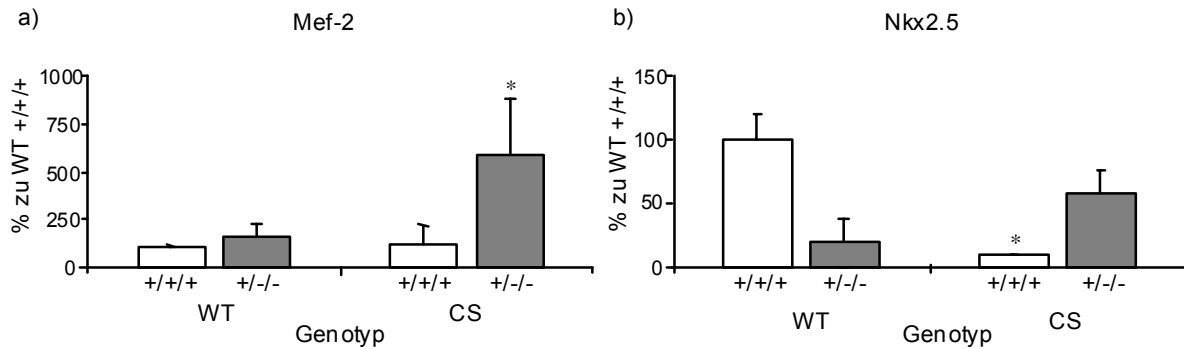 a)
Mef-2
% zu WT +/+/+
1000
750
500
250
0
*
+/+/+ +/-/- +/+/+ +/-/-
WT CS
Genotyp
b)
Nkx2.5
% zu WT +/+/+
150
100
50
0
*
+/+/+ +/-/- +/+/+ +/-/-
WT CS
Genotyp